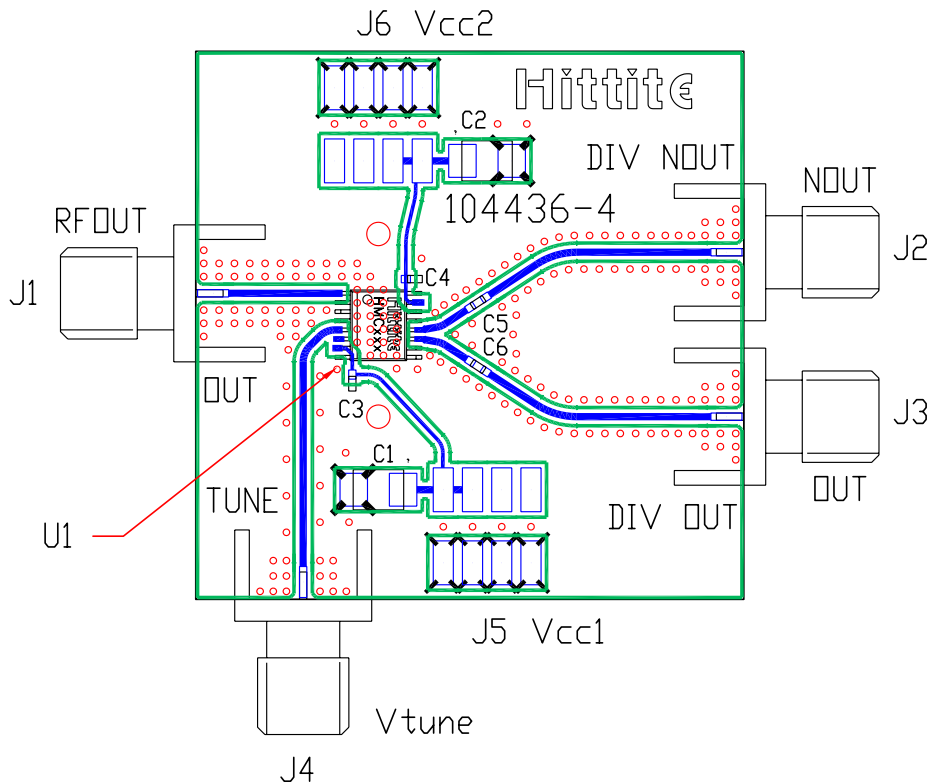 J6 Vcc2
Hittite
C2
DIV NOUT
NOUT
104436-4
RFOUT
J2
J1
C4
HMCxxx
C5
C6
OUT
C3
J3
C1
TUNE
OUT
DIV OUT
U1
J5 Vcc1
Vtune
J4